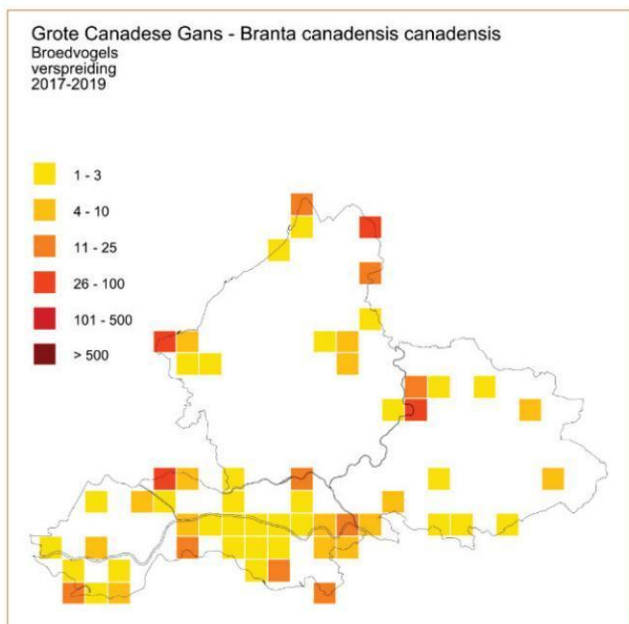 Grote Canadese Gans - Branta canadensis canadensis
Broedvogels
verspreiding
2017-2019
1 - 3
4 - 10
11 - 25
26 - 100
101 - 500
> 500